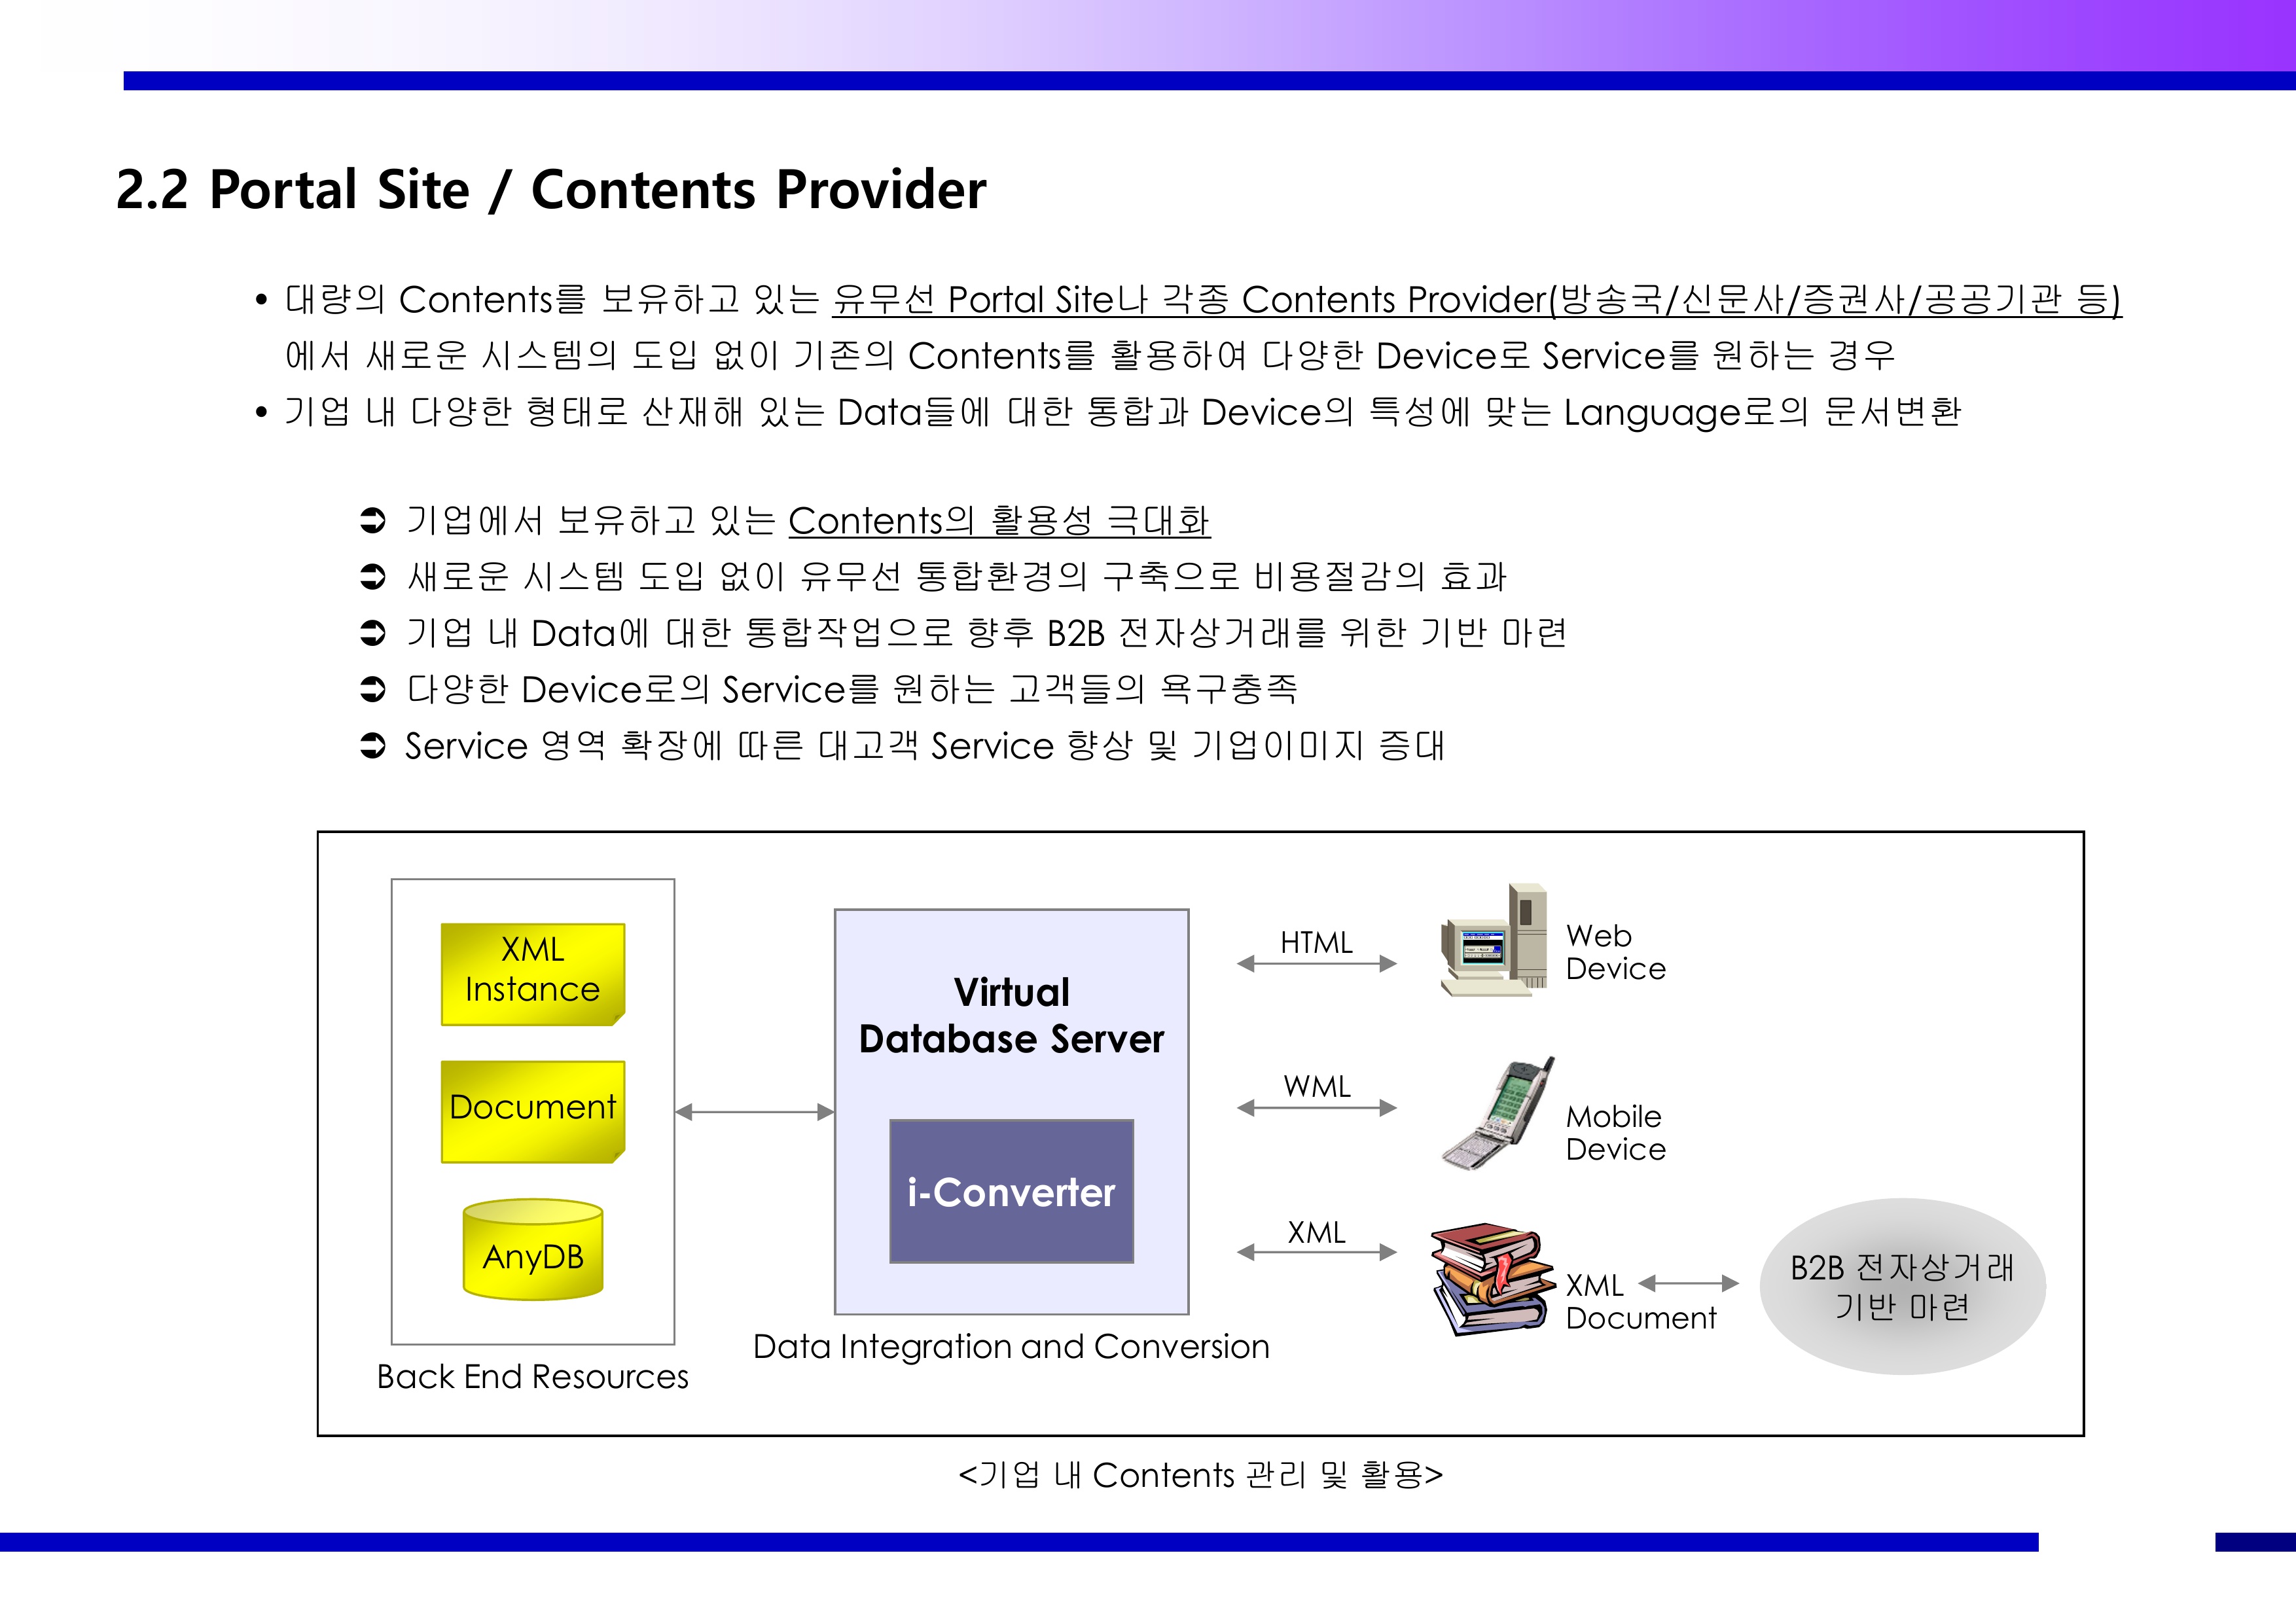 2.2 Portal Site / Contents Provider
• 대량의 Contents를 보유하고 있는 유무선 Portal Site나 각종 Contents Provider(방송국/신문사/증권사/공공기관 등)
에서 새로운 시스템의 도입 없이 기존의 Contents를 활용하여 다양한 Device로 Service를 원하는 경우
• 기업 내 다양한 형태로 산재해 있는 Data들에 대한 통합과 Device의 특성에 맞는 Language로의 문서변환
➲ 기업에서 보유하고 있는 Contents의 활용성 극대화
➲ 새로운 시스템 도입 없이 유무선 통합환경의 구축으로 비용절감의 효과
➲ 기업 내 Data에 대한 통합작업으로 향후 B2B 전자상거래를 위한 기반 마련
➲ 다양한 Device로의 Service를 원하는 고객들의 욕구충족
➲ Service 영역 확장에 따른 대고객 Service 향상 및 기업이미지 증대
XML
Instance
Document
AnyDB
Back End Resources
Virtual
Database Server
i-Converter
Data Integration and Conversion
HTML
Web
Device
WML
Mobile
Device
XML
XML
Document
B2B 전자상거래
기반 마련
<기업 내 Contents 관리 및 활용>